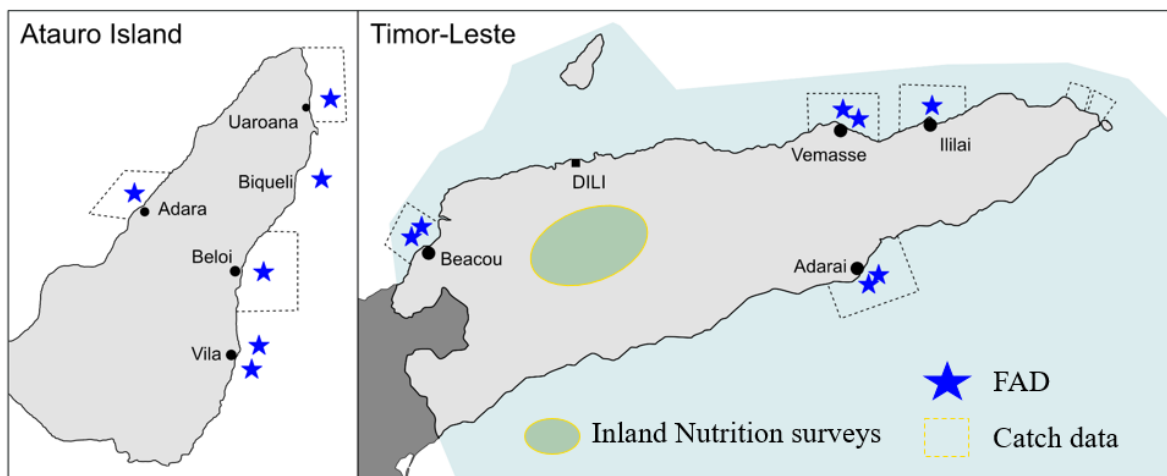 Atauro Island
Uaroana
Biqueli
Adara
Beloi
Vila
Timor-Leste
Vemasse
Ililai
DILI
Beacou
Adarai
FAD
Inland Nutrition surveys
Catch data